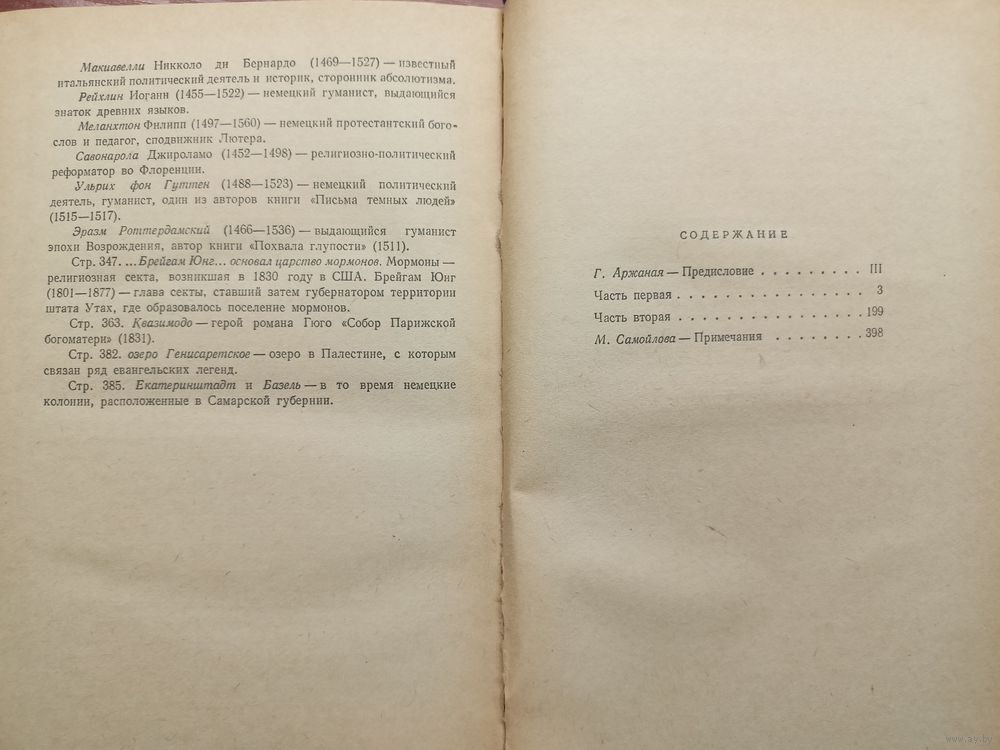 Макиавелли Никколо ди Бернардо (1469—1527) — известный
итальянский политический деятель и историк, сторонник абсолютизма.
Рейхлин Иоганн (1455—1522) — немецкий гуманист, выдающийся
знаток древних языков.
Меланхтон Филипп (1497—1560) — немецкий протестантский бого-
слов и педагог, сподвижник Лютера.
Савонарола Джироламо (1452—1498) — религиозно-политический
реформатор во Флоренции.
Ульрих фон Гуттен (1488—1523) — немецкий политический
деятель, гуманист, один из авторов книги «Письма темных людей»
(1515—1517).
Эразм Роттердамский (1466—1536) — выдающийся гуманист
эпохи Возрождения, автор книги «Похвала глупости» (1511).
Стр. 347. ...Брейгам Юнг... основал царство мормонов. Мормоны —
религиозная секта, возникшая в 1830 году в США. Брейгам Юнг
(1801—1877) — глава секты, ставший затем губернатором территории
штата Утах, где образовалось поселение мормонов.
Стр. 363. Квазимодо — герой романа Гюго «Собор Парижской
богоматери» (1831).
Стр. 382. озеро Генисаретское — озеро в Палестине, с которым
связан ряд евангельских легенд.
Стр. 385. Екатериништадт и Базель — в то время немецкие
колонии, расположенные в Самарской губернии.
СОДЕРЖАНИЕ
Г. Аржаная — Предисловие . . . . . . . . . III
Часть первая . . . . . . . . . . . . . . . . 3
Часть вторая . . . . . . . . . . . . . . . . 199
М. Самойлова — Примечания . . . . . . . . 398
www.ay.by